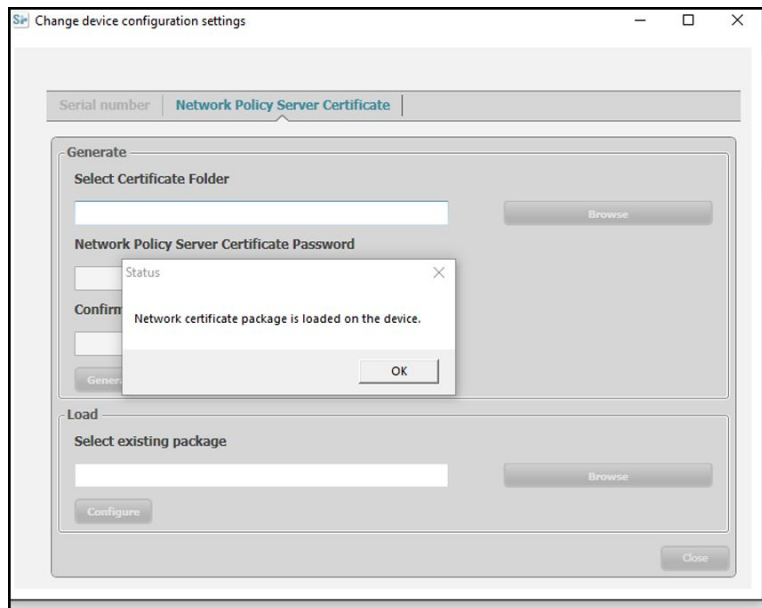 Change device configuration settings
Serial number
Network Policy Server Certificate
Generate
Select Certificate Folder
Browse
Network Policy Server Certificate Password
Status
Network certificate package is loaded on the device.
OK
Load
Select existing package
Browse
Configure
Close